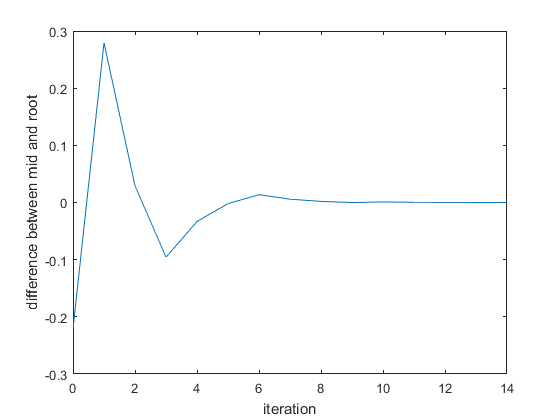 0.3
0.2
0.1
0
-0.1
-0.2
-0.3
difference between mid and root
0 2 4 6 8 10 12 14
iteration